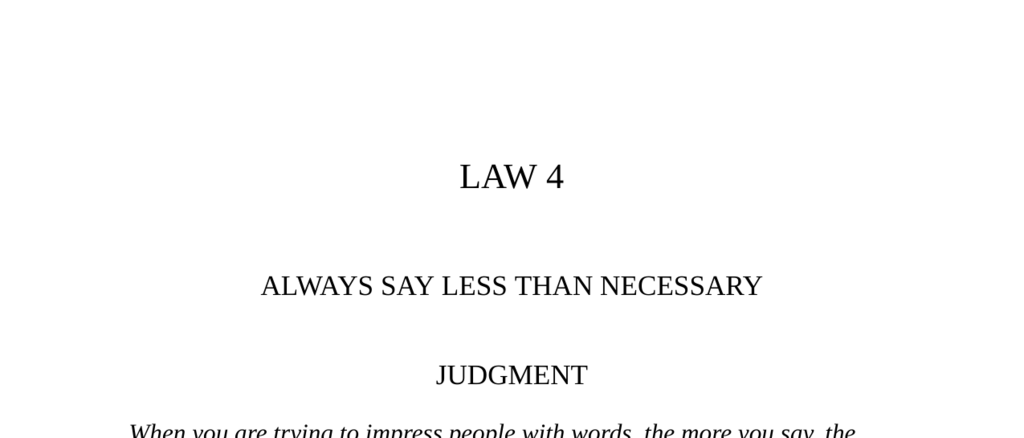 LAW 4
ALWAYS SAY LESS THAN NECESSARY
JUDGMENT
When you are trying to impress people with words, the more you say, the